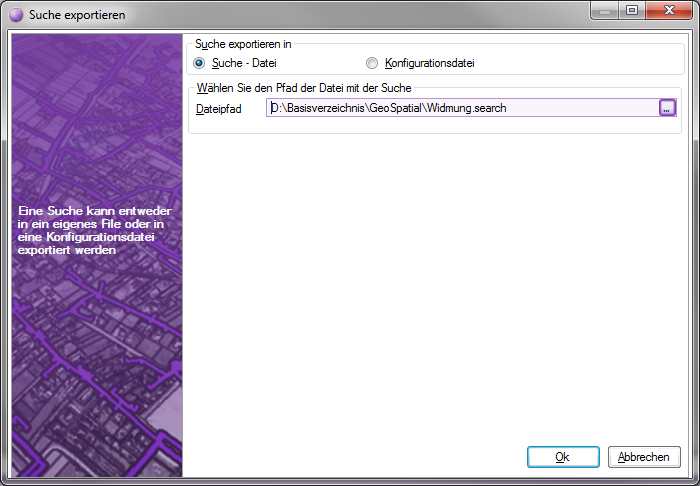 Suche exportieren
Suche exportieren in
Suche - Datei
Konfigurationsdatei
Wählen Sie den Pfad der Datei mit der Suche
Dateipfad
D:\Basisverzeichnis\GeoSpatial\Widmung.search
...
Eine Suche kann entweder
in ein eigenes File oder in
eine Konfigurationsdatei
exportiert werden
Ok
Abbrechen